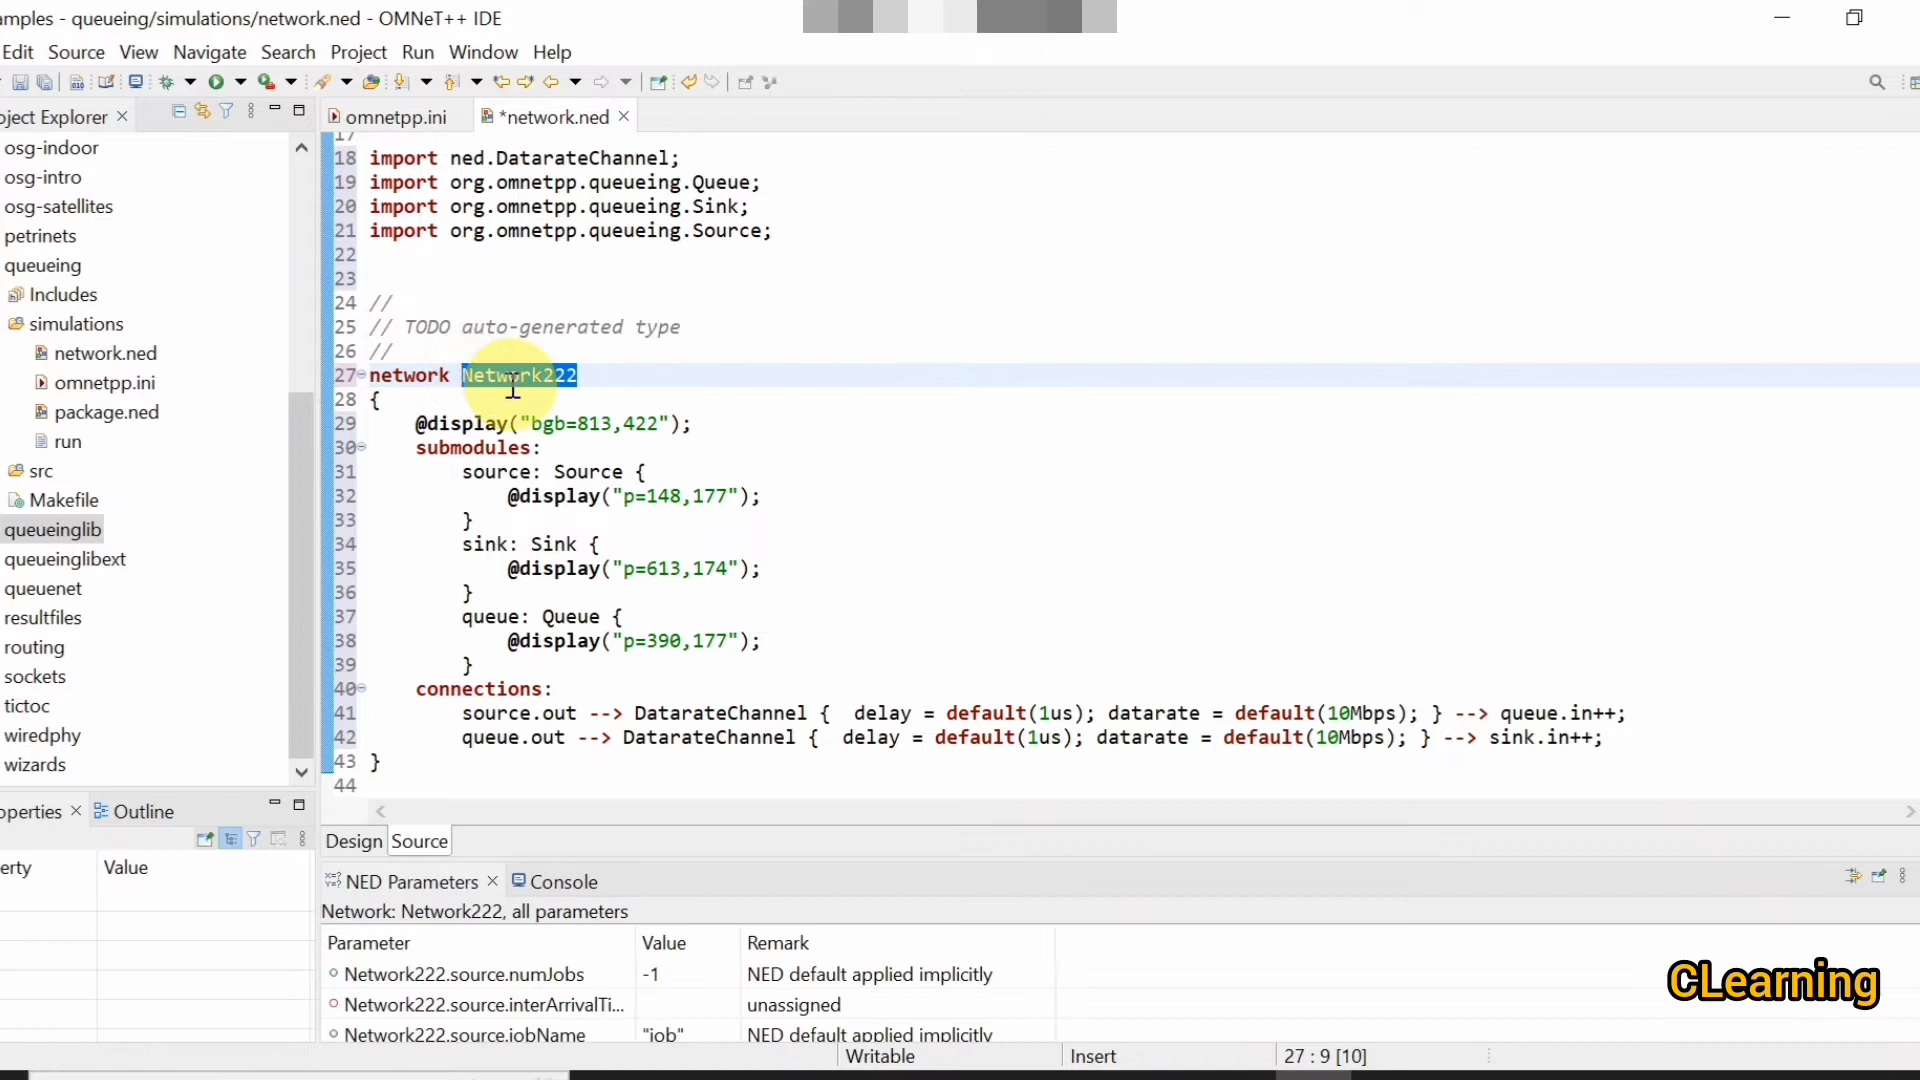 amples - queueing/simulations/network.ned - OMNeT++ IDE
Edit Source View Navigate Search Project Run Window Help
oject Explorer
omnetpp.ini
*network.ned
osg-indoor
osg-intro
osg-satellites
petrinets
queueing
Includes
simulations
network.ned
omnetpp.ini
package.ned
run
src
Makefile
queueinglib
queueinglibext
queuenet
resultfiles
routing
sockets
tictoc
wiredphy
wizards
17
18 import ned.DatarateChannel;
19 import org.omnetpp.queueing.Queue;
20 import org.omnetpp.queueing.Sink;
21 import org.omnetpp.queueing.Source;
22
23
24 //
25 // TODO auto-generated type
26 //
27 network Network222
28 {
29 @display("bgb=813,422");
30 submodules:
31 source: Source {
32 @display("p=148,177");
33 }
34 sink: Sink {
35 @display("p=613,174");
36 }
37 queue: Queue {
38 @display("p=390,177");
39 }
40 connections:
41 source.out --> DatarateChannel {  delay = default(1us); datarate = default(10Mbps); } --> queue.in++;
42 queue.out --> DatarateChannel {  delay = default(1us); datarate = default(10Mbps); } --> sink.in++;
43 }
44
Design Source
operties Outline
erty Value
NED Parameters Console
Network: Network222, all parameters
Parameter Value Remark
Network222.source.numJobs -1 NED default applied implicitly
Network222.source.interArrivalTi... unassigned
Network222.source.jobName "job" NED default applied implicitly
CLearning
Writable Insert 27 : 9 [10]